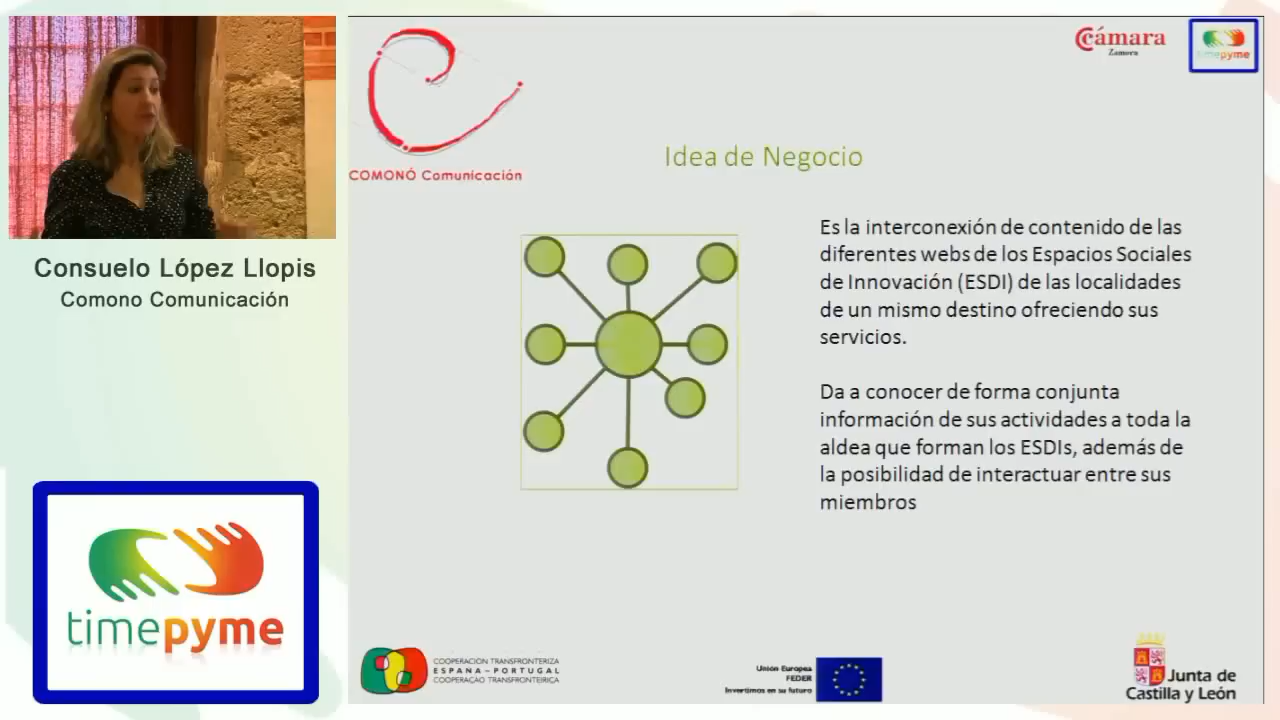 Consuelo López Llopis
Comono Comunicación
timepyme
COMONÓ Comunicación
Cámara
Zamora
timepyme
Idea de Negocio
Es la interconexión de contenido de las
diferentes webs de los Espacios Sociales
de Innovación (ESDI) de las localidades
de un mismo destino ofreciendo sus
servicios.
Da a conocer de forma conjunta
información de sus actividades a toda la
aldea que forman los ESDIs, además de
la posibilidad de interactuar entre sus
miembros
COOPERACION TRANSFRONTERIZA
ESPAÑA–PORTUGAL
COOPERAÇÃO TRANSFRONTEIRIÇA
Unión Europea
FEDER
Invertimos en su futuro
Junta de
Castilla y León